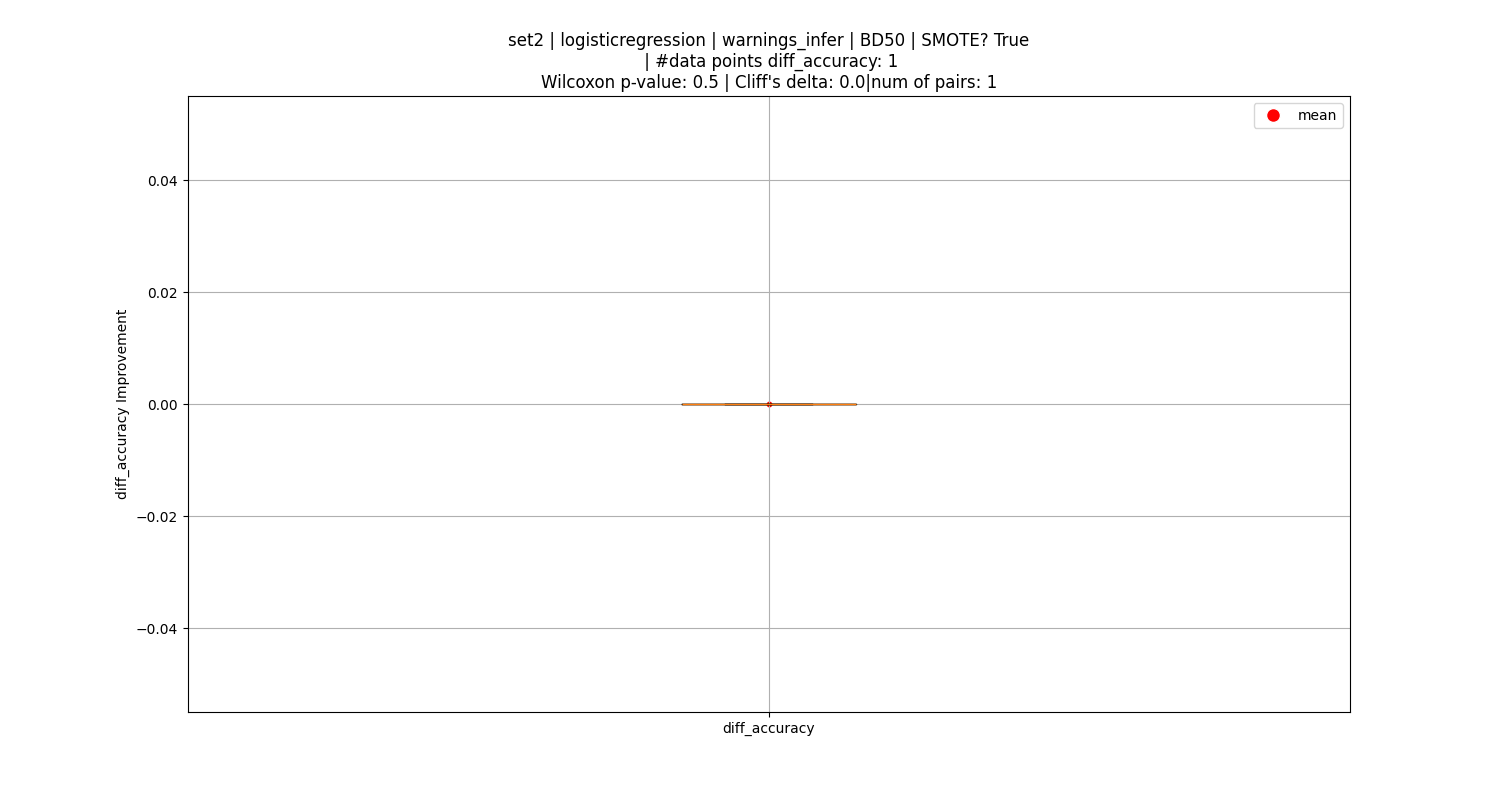 set2 | logisticregression | warnings_infer | BD50 | SMOTE? True
| #data points diff_accuracy: 1
Wilcoxon p-value: 0.5 | Cliff's delta: 0.0|num of pairs: 1
mean
0.04
0.02
0.00
−0.02
−0.04
diff_accuracy Improvement
diff_accuracy